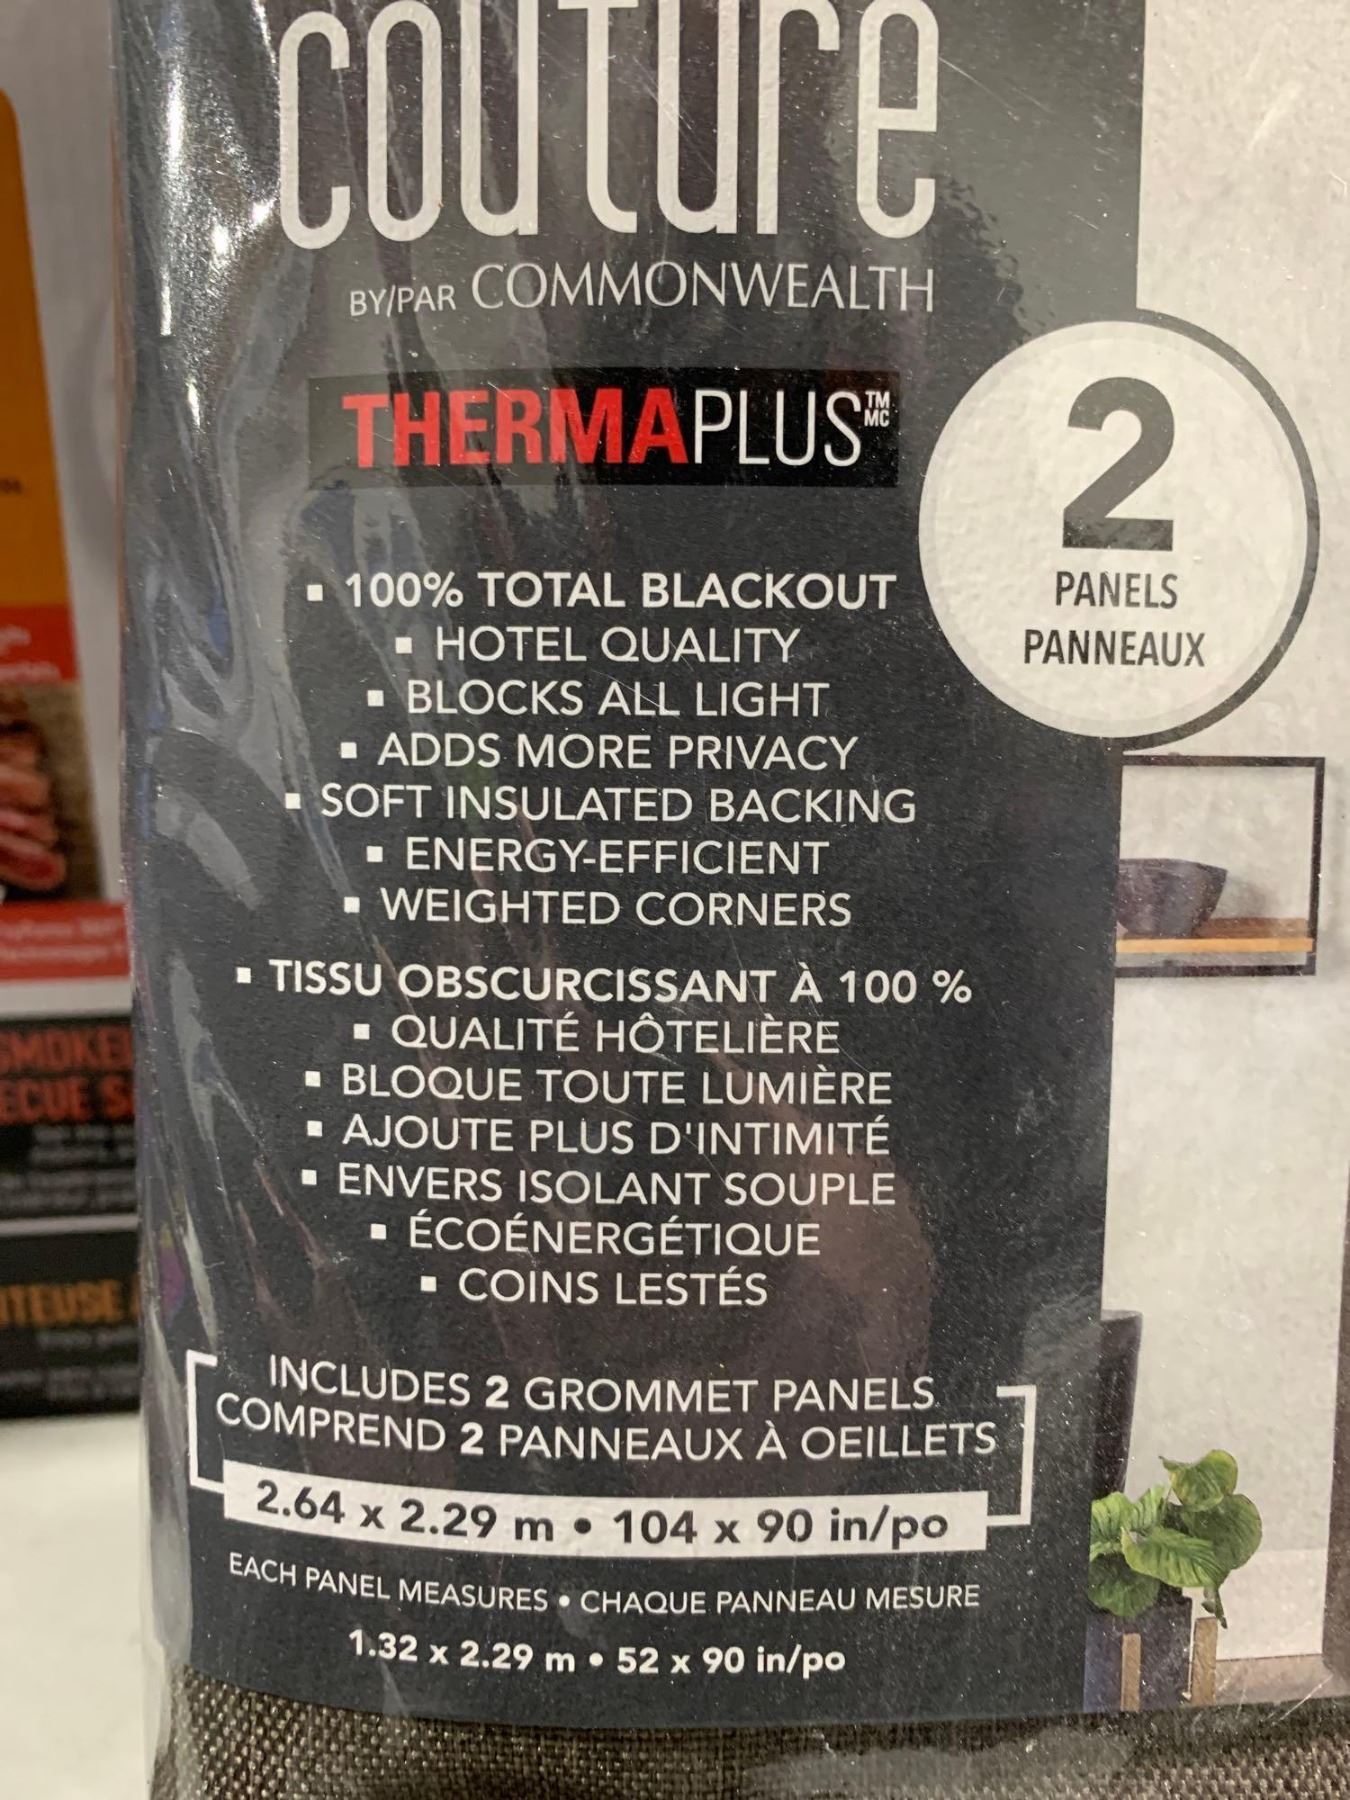 couture
BY/PAR COMMONWEALTH
THERMAPLUS TM MC
2
PANELS
PANNEAUX
▪ 100% TOTAL BLACKOUT
▪ HOTEL QUALITY
▪ BLOCKS ALL LIGHT
▪ ADDS MORE PRIVACY
▪ SOFT INSULATED BACKING
▪ ENERGY-EFFICIENT
▪ WEIGHTED CORNERS
▪ TISSU OBSCURCISSANT À 100 %
▪ QUALITÉ HÔTELIÈRE
▪ BLOQUE TOUTE LUMIÈRE
▪ AJOUTE PLUS D'INTIMITÉ
▪ ENVERS ISOLANT SOUPLE
▪ ÉCOÉNERGÉTIQUE
▪ COINS LESTÉS
INCLUDES 2 GROMMET PANELS
COMPREND 2 PANNEAUX À OEILLETS
2.64 x 2.29 m • 104 x 90 in/po
EACH PANEL MEASURES • CHAQUE PANNEAU MESURE
1.32 x 2.29 m • 52 x 90 in/po